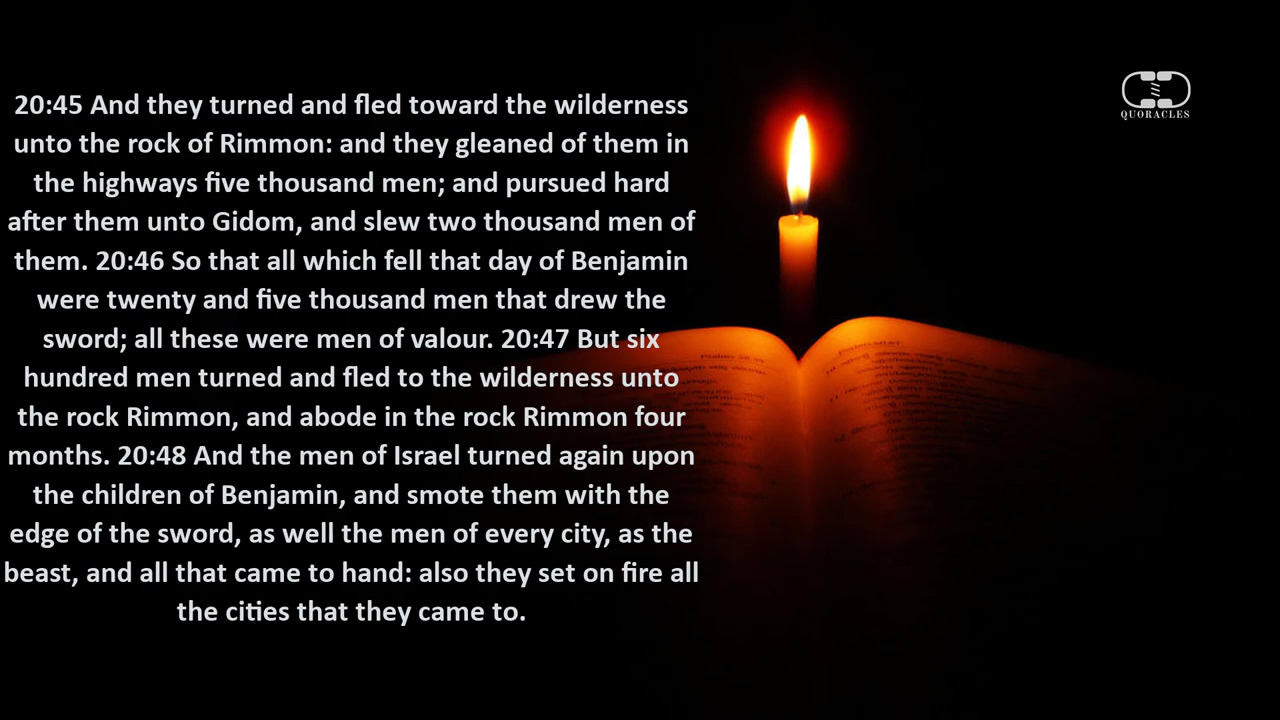 20:45 And they turned and fled toward the wilderness
unto the rock of Rimmon: and they gleaned of them in
the highways five thousand men; and pursued hard
after them unto Gidom, and slew two thousand men of
them. 20:46 So that all which fell that day of Benjamin
were twenty and five thousand men that drew the
sword; all these were men of valour. 20:47 But six
hundred men turned and fled to the wilderness unto
the rock Rimmon, and abode in the rock Rimmon four
months. 20:48 And the men of Israel turned again upon
the children of Benjamin, and smote them with the
edge of the sword, as well the men of every city, as the
beast, and all that came to hand: also they set on fire all
the cities that they came to.
QUORACLES